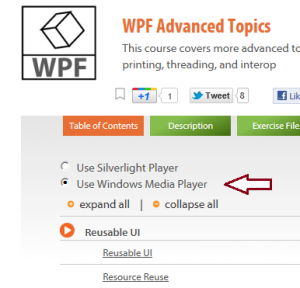 WPF
WPF Advanced Topics
This course covers more advanced to
printing, threading, and interop
+1 1 Tweet 8 Lik
Table of Contents Description Exercise File
Use Silverlight Player
Use Windows Media Player
expand all | collapse all
Reusable UI
Reusable UI
Resource Reuse